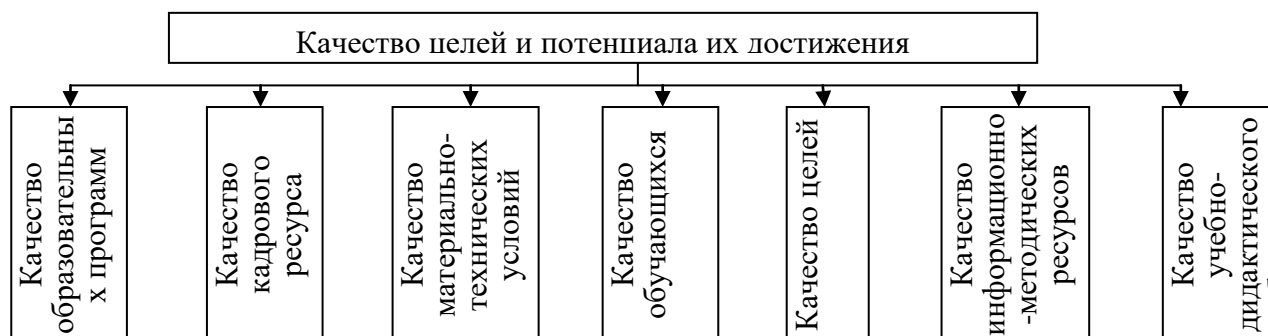 Качество целей и потенциала их достижения
Качество
образовательны
х программ
Качество
кадрового
ресурса
Качество
материально-
технических
условий
Качество
обучающихся
Качество целей
Качество
информационно
-методических
ресурсов
Качество
учебно-
дидактического